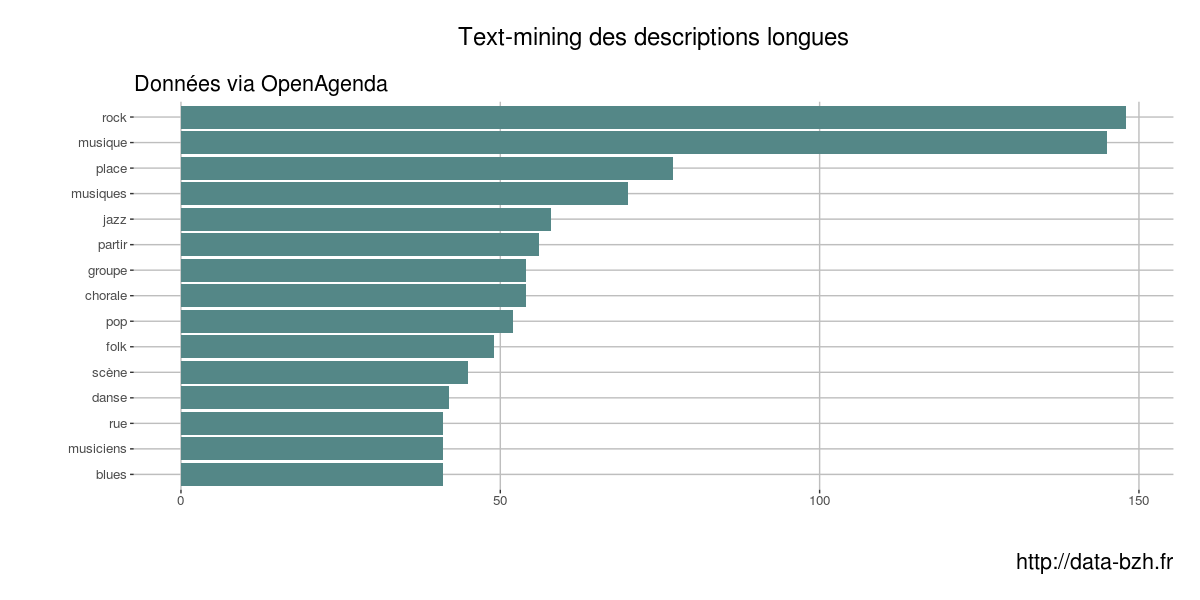 Text-mining des descriptions longues
Données via OpenAgenda
rock
musique
place
musiques
jazz
partir
groupe
chorale
pop
folk
scène
danse
rue
musiciens
blues
0 50 100 150
http://data-bzh.fr